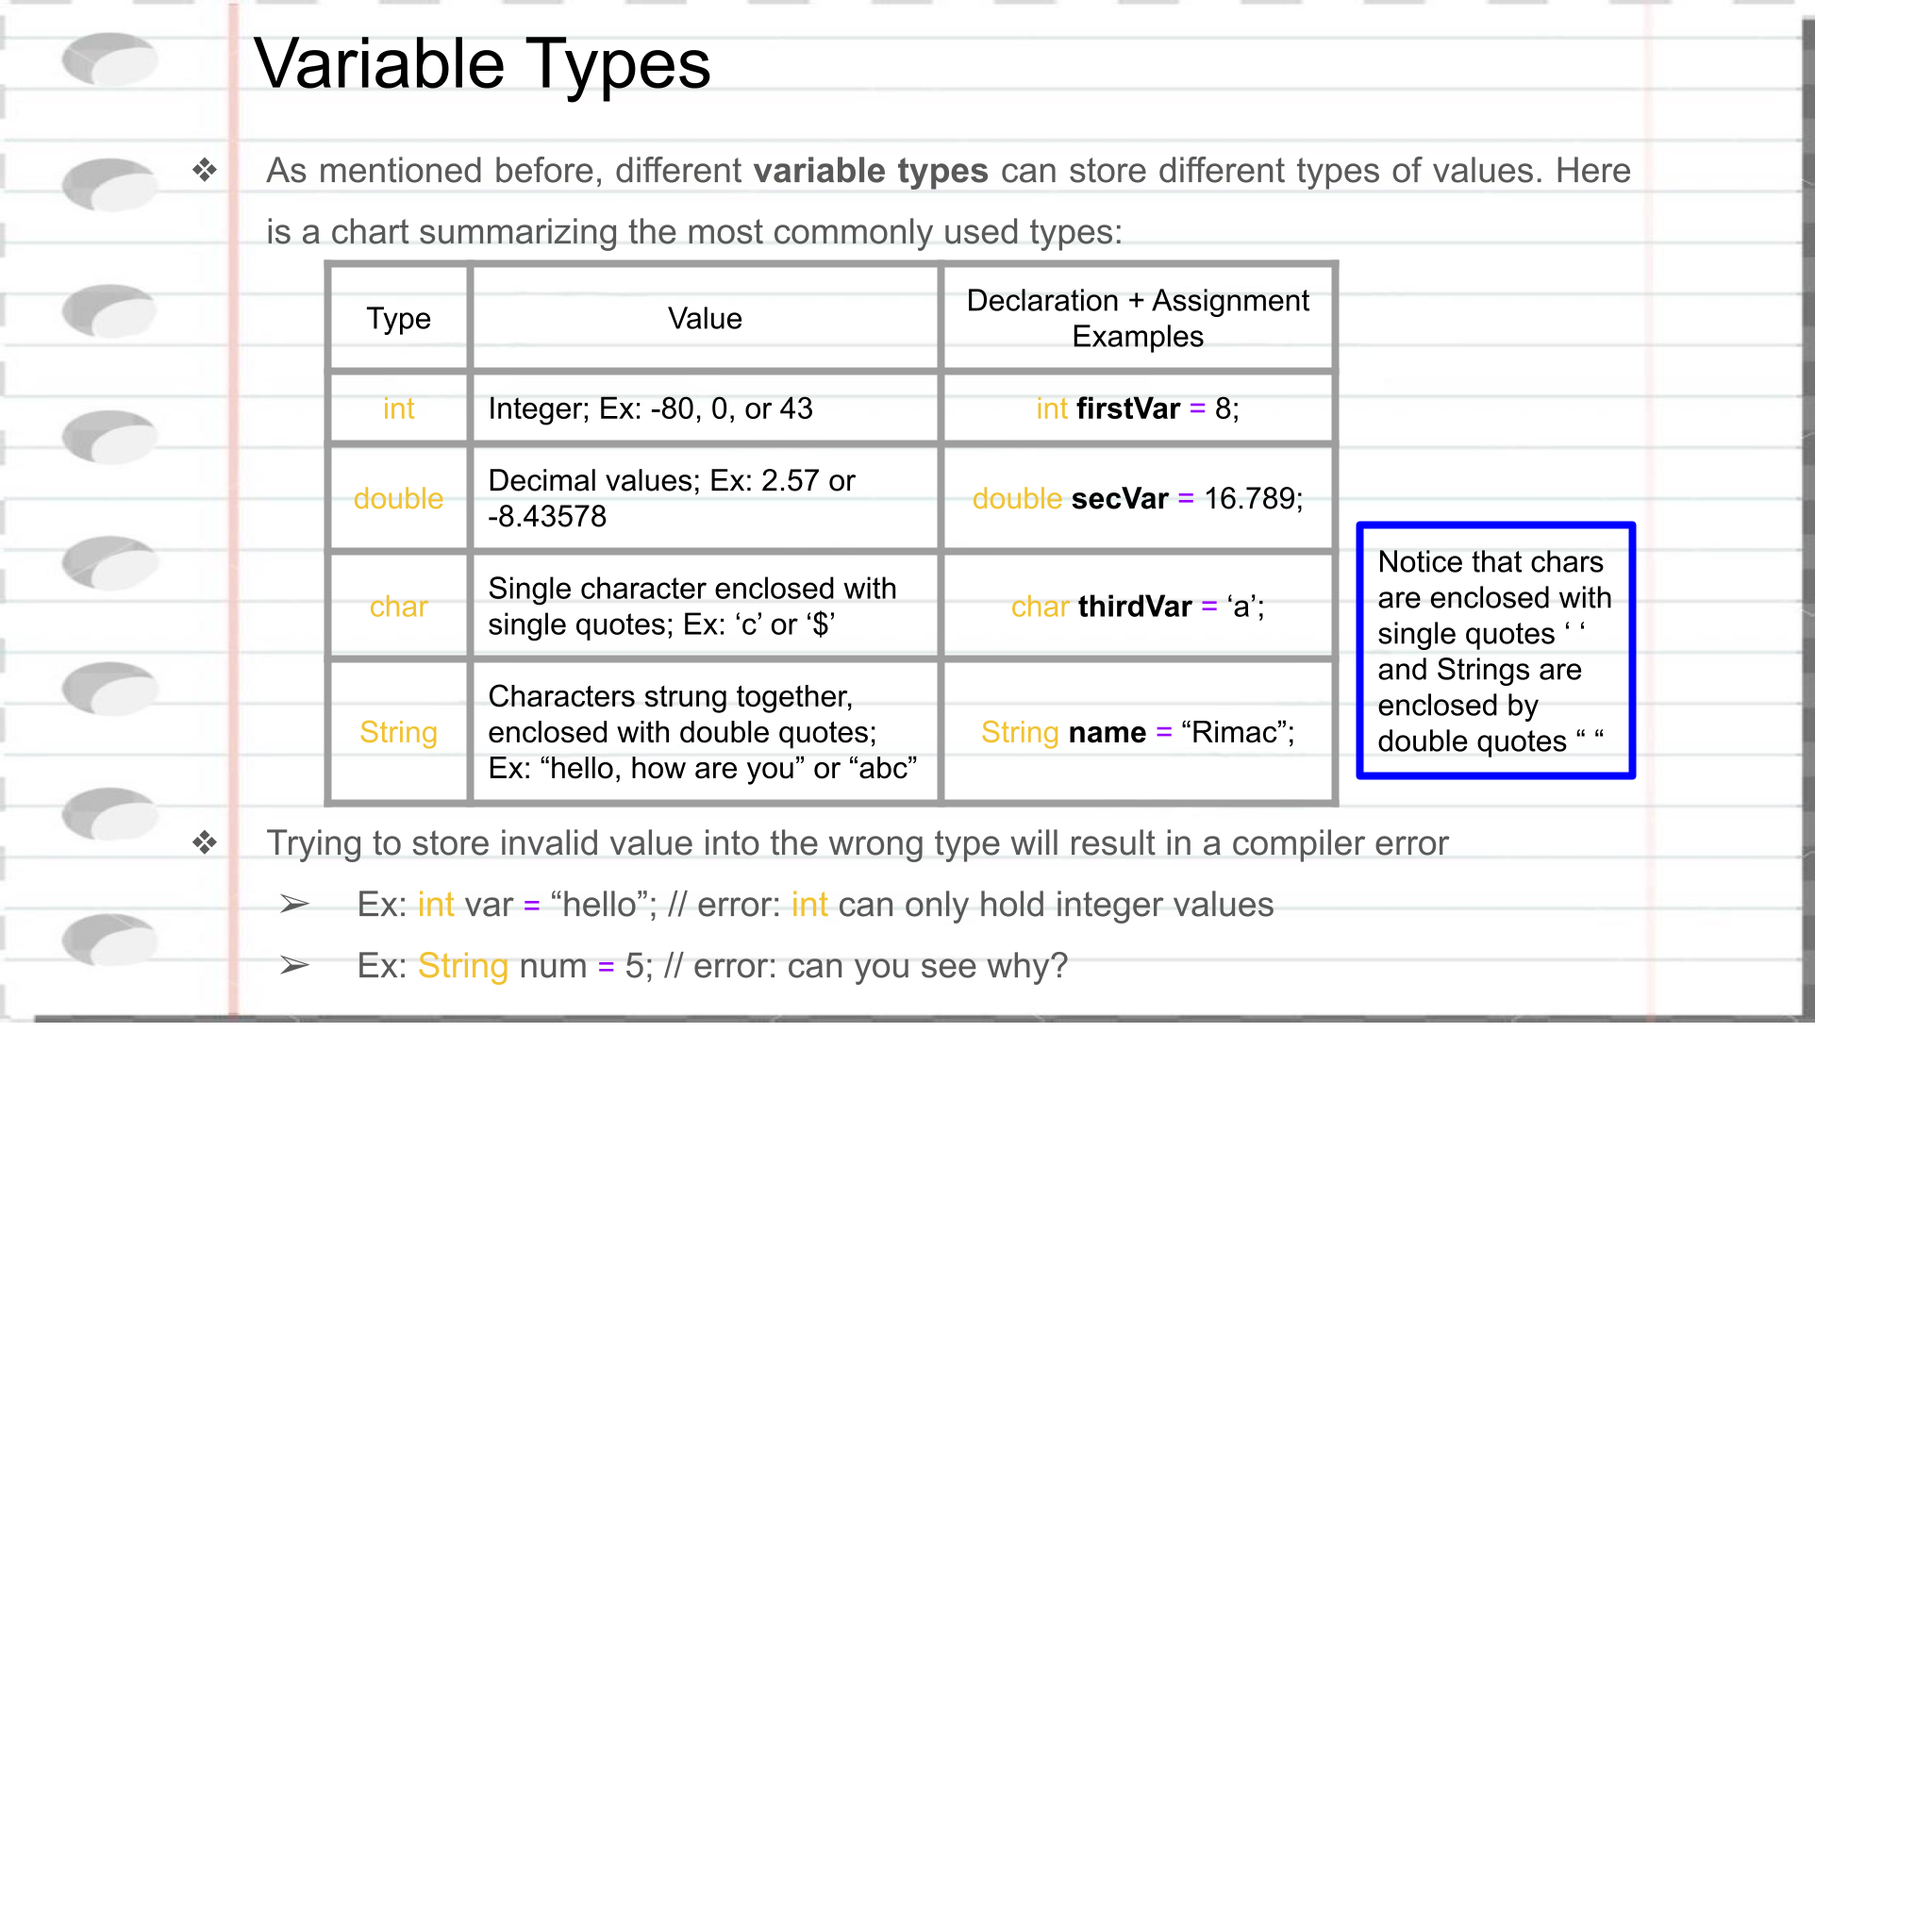 Variable Types
❖ As mentioned before, different variable types can store different types of values. Here
is a chart summarizing the most commonly used types:
Type Value Declaration + Assignment
Examples
int Integer; Ex: -80, 0, or 43 int firstVar = 8;
double Decimal values; Ex: 2.57 or
-8.43578 double secVar = 16.789;
char Single character enclosed with
single quotes; Ex: ‘c’ or ‘$’ char thirdVar = ‘a’;
String Characters strung together,
enclosed with double quotes;
Ex: “hello, how are you” or “abc” String name = “Rimac”;
Notice that chars
are enclosed with
single quotes ‘ ‘
and Strings are
enclosed by
double quotes “ “
❖ Trying to store invalid value into the wrong type will result in a compiler error
➢ Ex: int var = “hello”; // error: int can only hold integer values
➢ Ex: String num = 5; // error: can you see why?